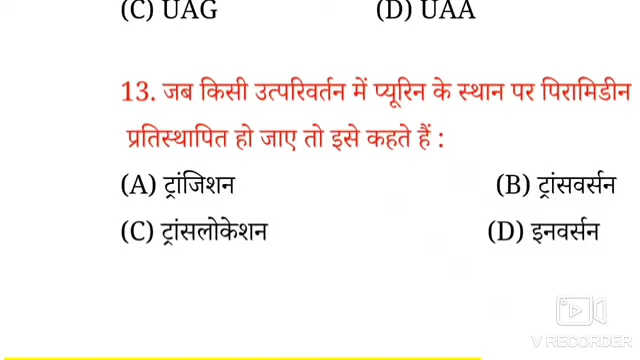 (C) UAG (D) UAA
13. जब किसी उत्परिवर्तन में प्यूरिन के स्थान पर पिरामिडीन
प्रतिस्थापित हो जाए तो इसे कहते हैं :
(A) ट्रांजिशन (B) ट्रांसवर्सन
(C) ट्रांसलोकेशन (D) इनवर्सन
V RECORDER